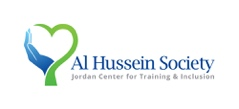 Al Hussein Society
Jordan Center for Training & Inclusion